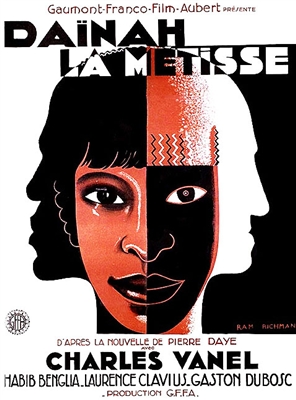 Gaumont-Franco-Film-Aubert PRÉSENTE
DAÏNAH
LA METISSE
RAM RICHMAN
D'APRÈS LA NOUVELLE DE PIERRE DAYE
avec
CHARLES VANEL
HABIB BENGLIA. LAURENCE CLAVIUS. GASTON DUBOSC
PRODUCTION G.F.F.A.